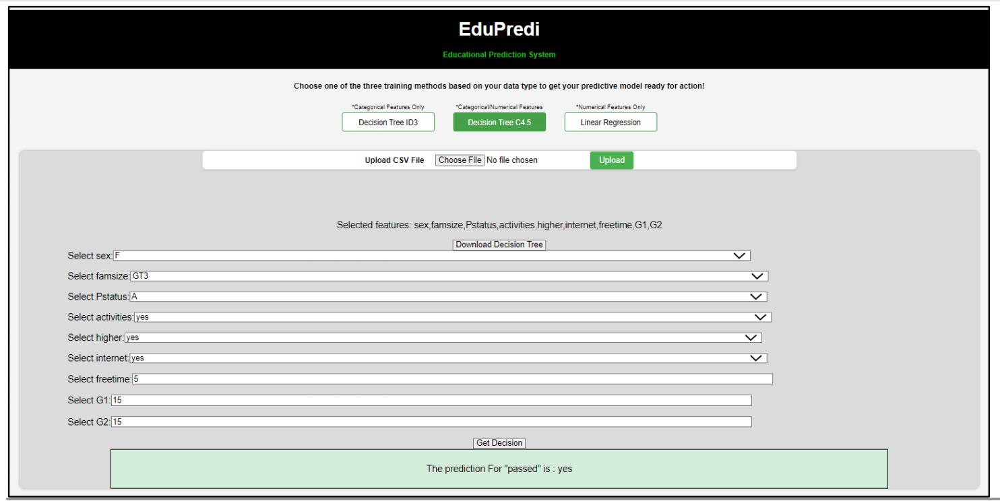 EduPredi
Educational Prediction System
Choose one of the three training methods based on your data type to get your predictive model ready for action!
*Categorical Features Only *Categorical/Numerical Features *Numerical Features Only
Decision Tree ID3 Decision Tree C4.5 Linear Regression
Upload CSV File Choose File No file chosen Upload
Selected features: sex,famsize,Pstatus,activities,higher,internet,freetime,G1,G2
Download Decision Tree
Select sex: F
Select famsize: GT3
Select Pstatus: A
Select activities: yes
Select higher: yes
Select internet: yes
Select freetime: 5
Select G1: 15
Select G2: 15
Get Decision
The prediction For "passed" is : yes